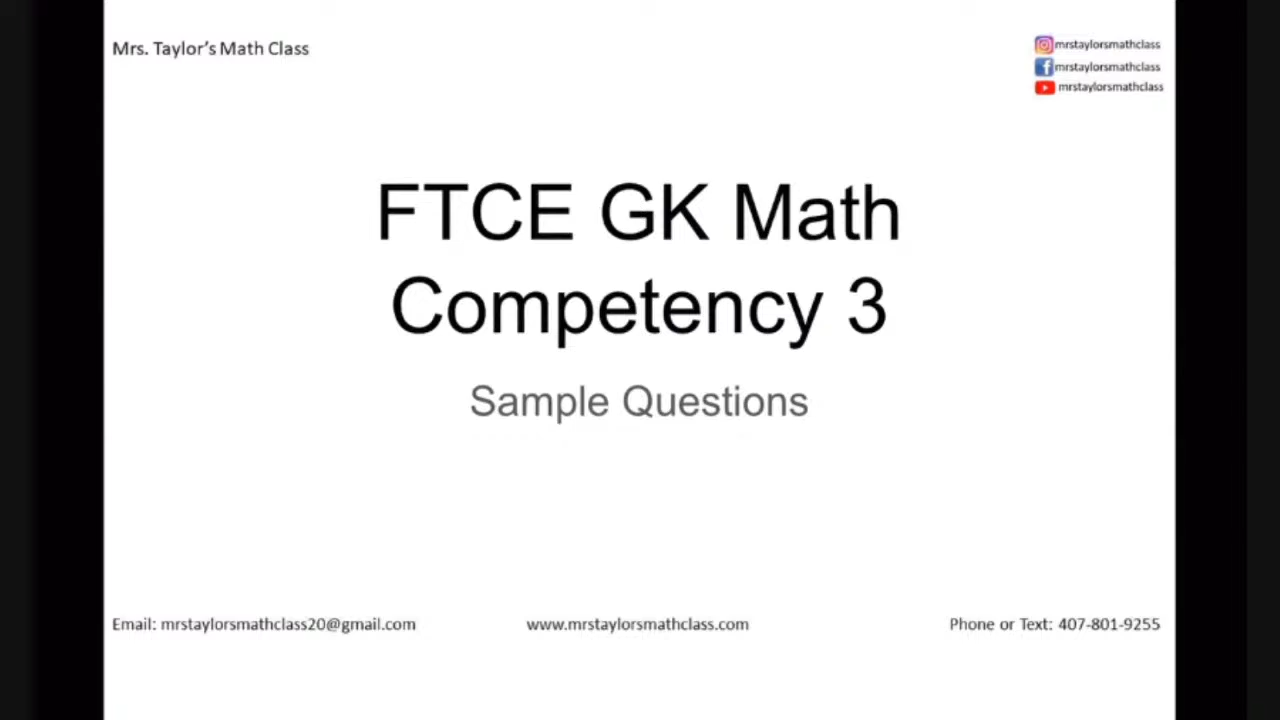 Mrs. Taylor's Math Class
mrstaylorsmathclass
mrstaylorsmathclass
mrstaylorsmathclass
FTCE GK Math
Competency 3
Sample Questions
Email: mrstaylorsmathclass20@gmail.com
www.mrstaylorsmathclass.com
Phone or Text: 407-801-9255